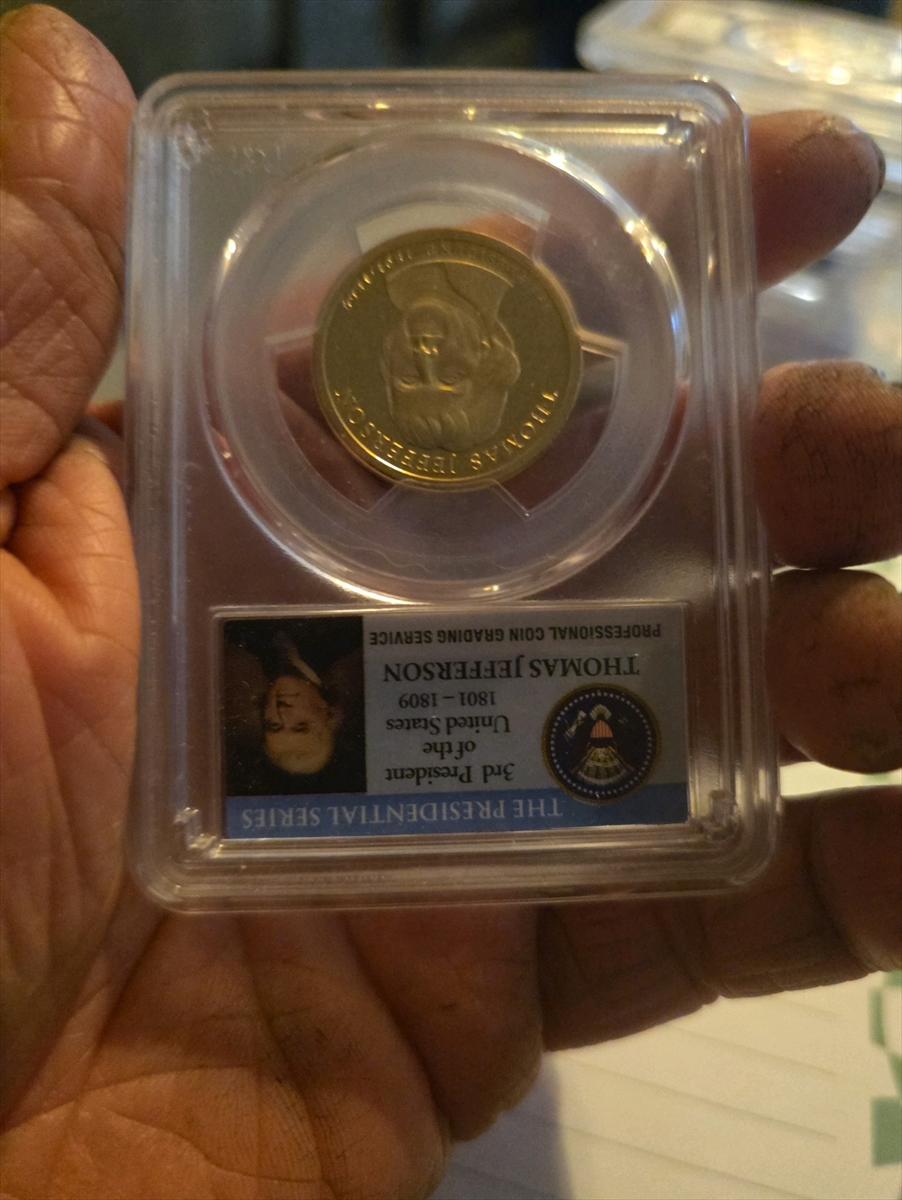 THE PRESIDENTIAL SERIES
3rd President
of the
United States
1801 – 1809
THOMAS JEFFERSON
PROFESSIONAL COIN GRADING SERVICE
THOMAS JEFFERSON